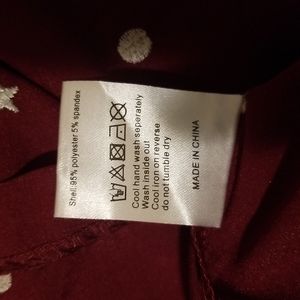 Shell:95% polyester 5% spandex
Cool hand wash seperately
Wash inside out
Cool iron on reverse
do not tumble dry
MADE IN CHINA